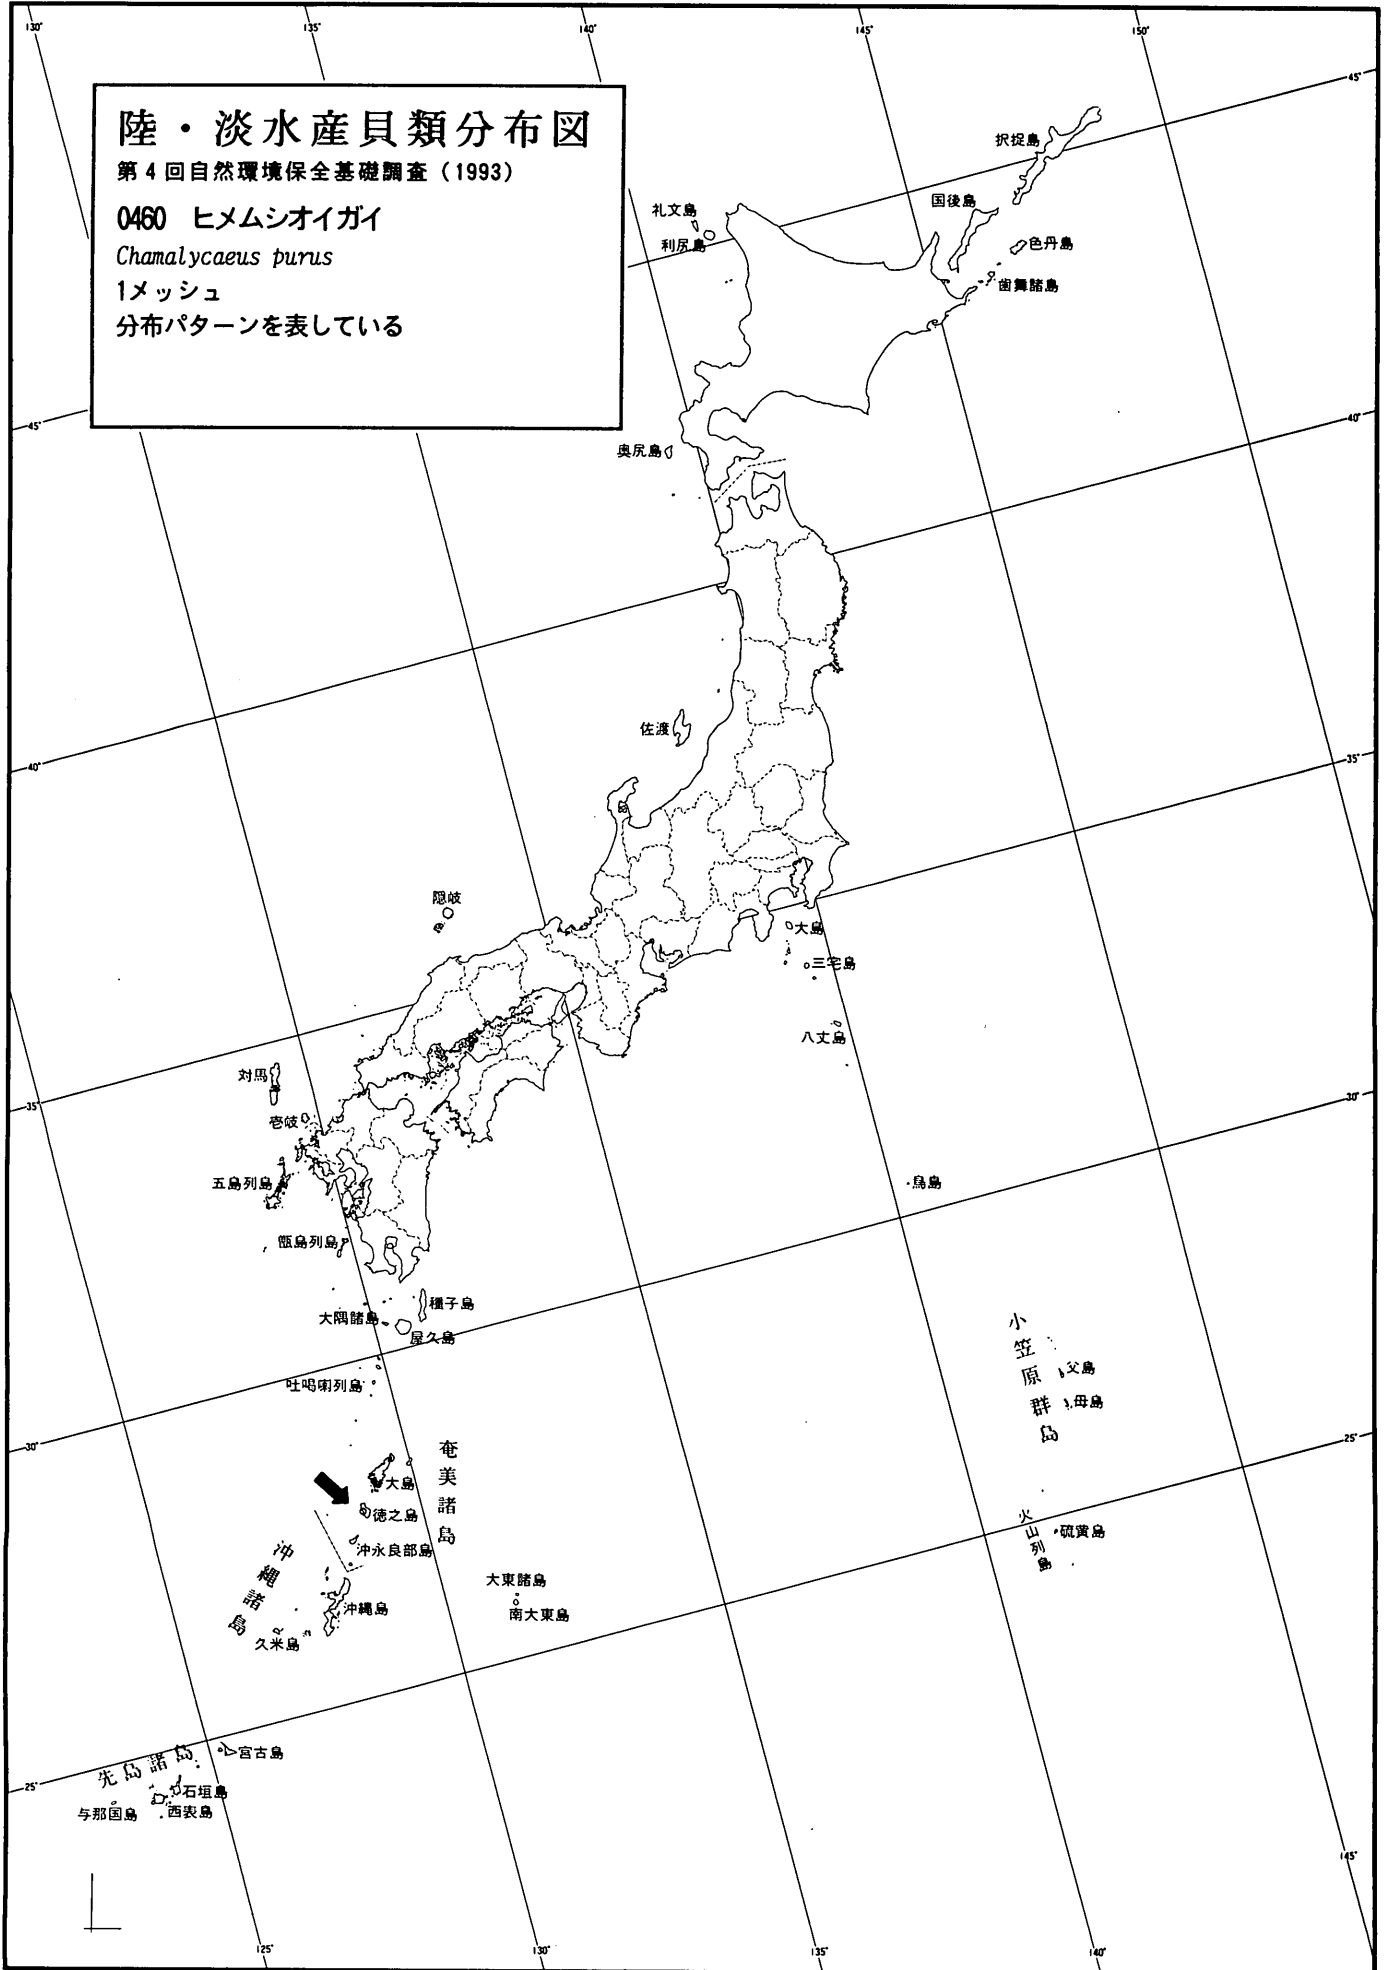 130°
135°
140°
145°
150°
陸・淡水産貝類分布図
第4回自然環境保全基礎調査（1993）
0460 ヒメムシオイガイ
Chamalycaeus purus
1メッシュ
分布パターンを表している
45°
択捉島
国後島
礼文島
利尻島
色丹島
歯舞諸島
45°
40°
奥尻島
佐渡
40°
35°
隠岐
大島
三宅島
八丈島
対馬
35°
30°
壱岐
五島列島
鳥島
甑島列島
種子島
大隅諸島
屋久島
吐噶喇列島
小笠原群島
父島
母島
30°
25°
奄美諸島
大島
徳之島
沖永良部島
火山列島
硫黄島
沖縄諸島
大東諸島
南大東島
沖縄島
久米島
先島諸島
宮古島
25°
石垣島
与那国島
西表島
145°
125°
130°
135°
140°